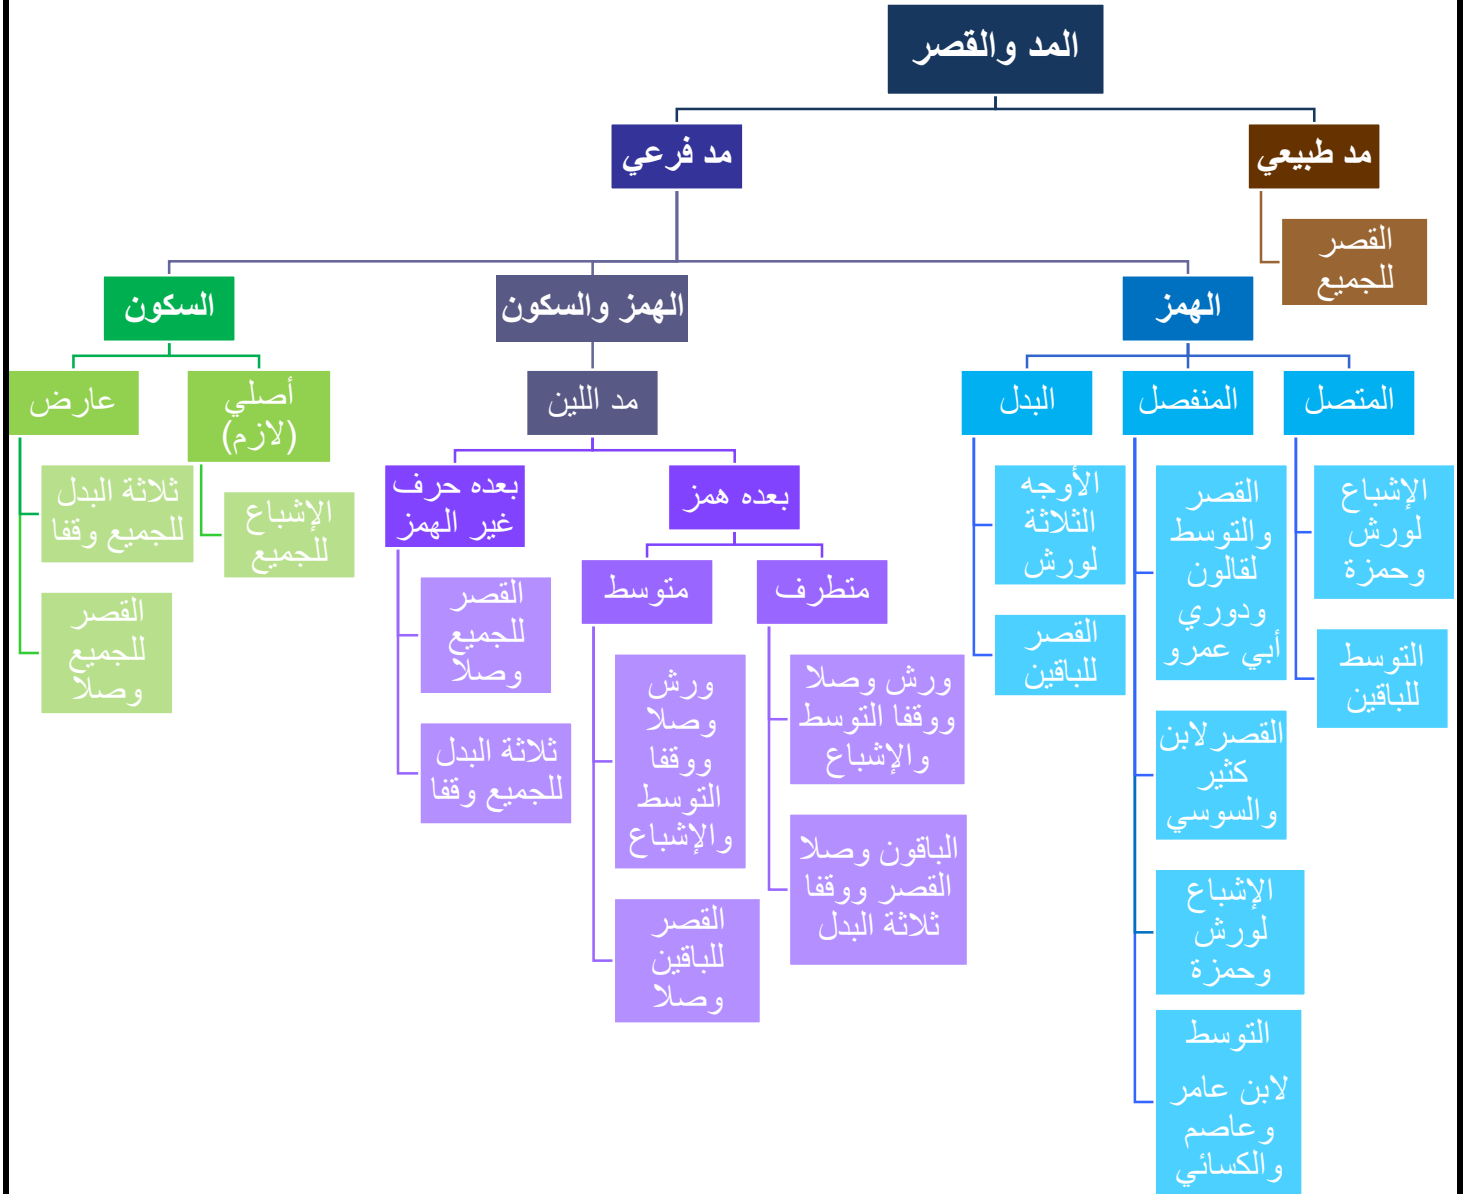 المد والقصر
مد طبيعي
القصر
للجميع
مد فرعي
الهمز
المتصل
الإشباع
لورش
وحمزة
التوسط
للباقين
المنفصل
القصر
والتوسط
لقالون
ودوري
أبي عمرو
القصر لابن
كثير
والسوسي
الإشباع
لورش
وحمزة
التوسط
لابن عامر
وعاصم
والكسائي
البدل
الأوجه
الثلاثة
لورش
القصر
للباقين
الهمز والسكون
مد اللين
بعده همز
متطرف
ورش وصلا
ووقفا التوسط
والإشباع
الباقون وصلا
القصر ووقفا
ثلاثة البدل
متوسط
ورش
وصلا
ووقفا
التوسط
والإشباع
القصر
للباقين
وصلا
بعده حرف
غير الهمز
القصر
للجميع
وصلا
ثلاثة البدل
للجميع وقفا
السكون
أصلي
(لازم)
الإشباع
للجميع
عارض
ثلاثة البدل
للجميع وقفا
القصر
للجميع
وصلا